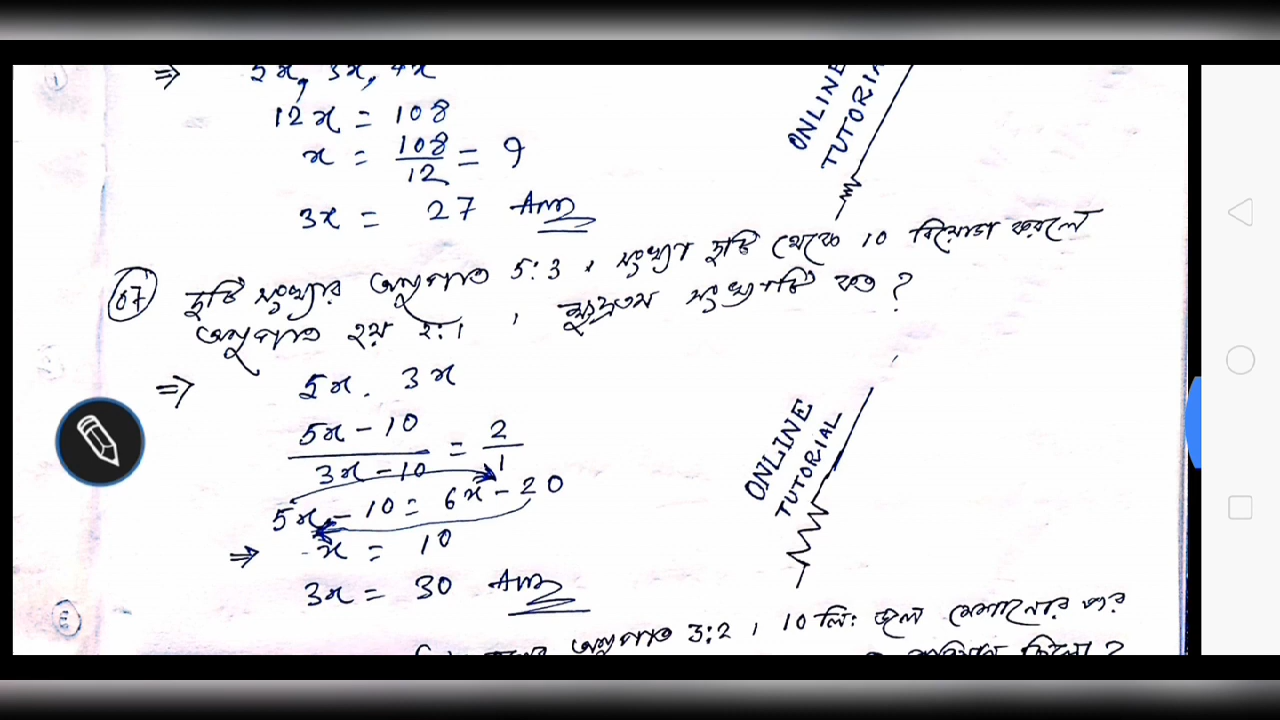 ⇒ 5x, 3x, 4x
12x = 108
x = 108/12 = 9
3x = 27 Ans
ONLINE
TUTORIAL
07 দুটি সংখ্যার অনুপাত 5:3, সংখ্যা দুটি থেকে 10 বিয়োগ করলে
অনুপাত হয় 2:1, ক্ষুদ্রতম সংখ্যাটি কত?
⇒ 5x. 3x
5x - 10 / 3x - 10 = 2/1
5x - 10 = 6x - 20
⇒ x = 10
3x = 30 Ans
ONLINE
TUTORIAL
অনুপাত 3:2, 10 লি: জল মেশানোর পর